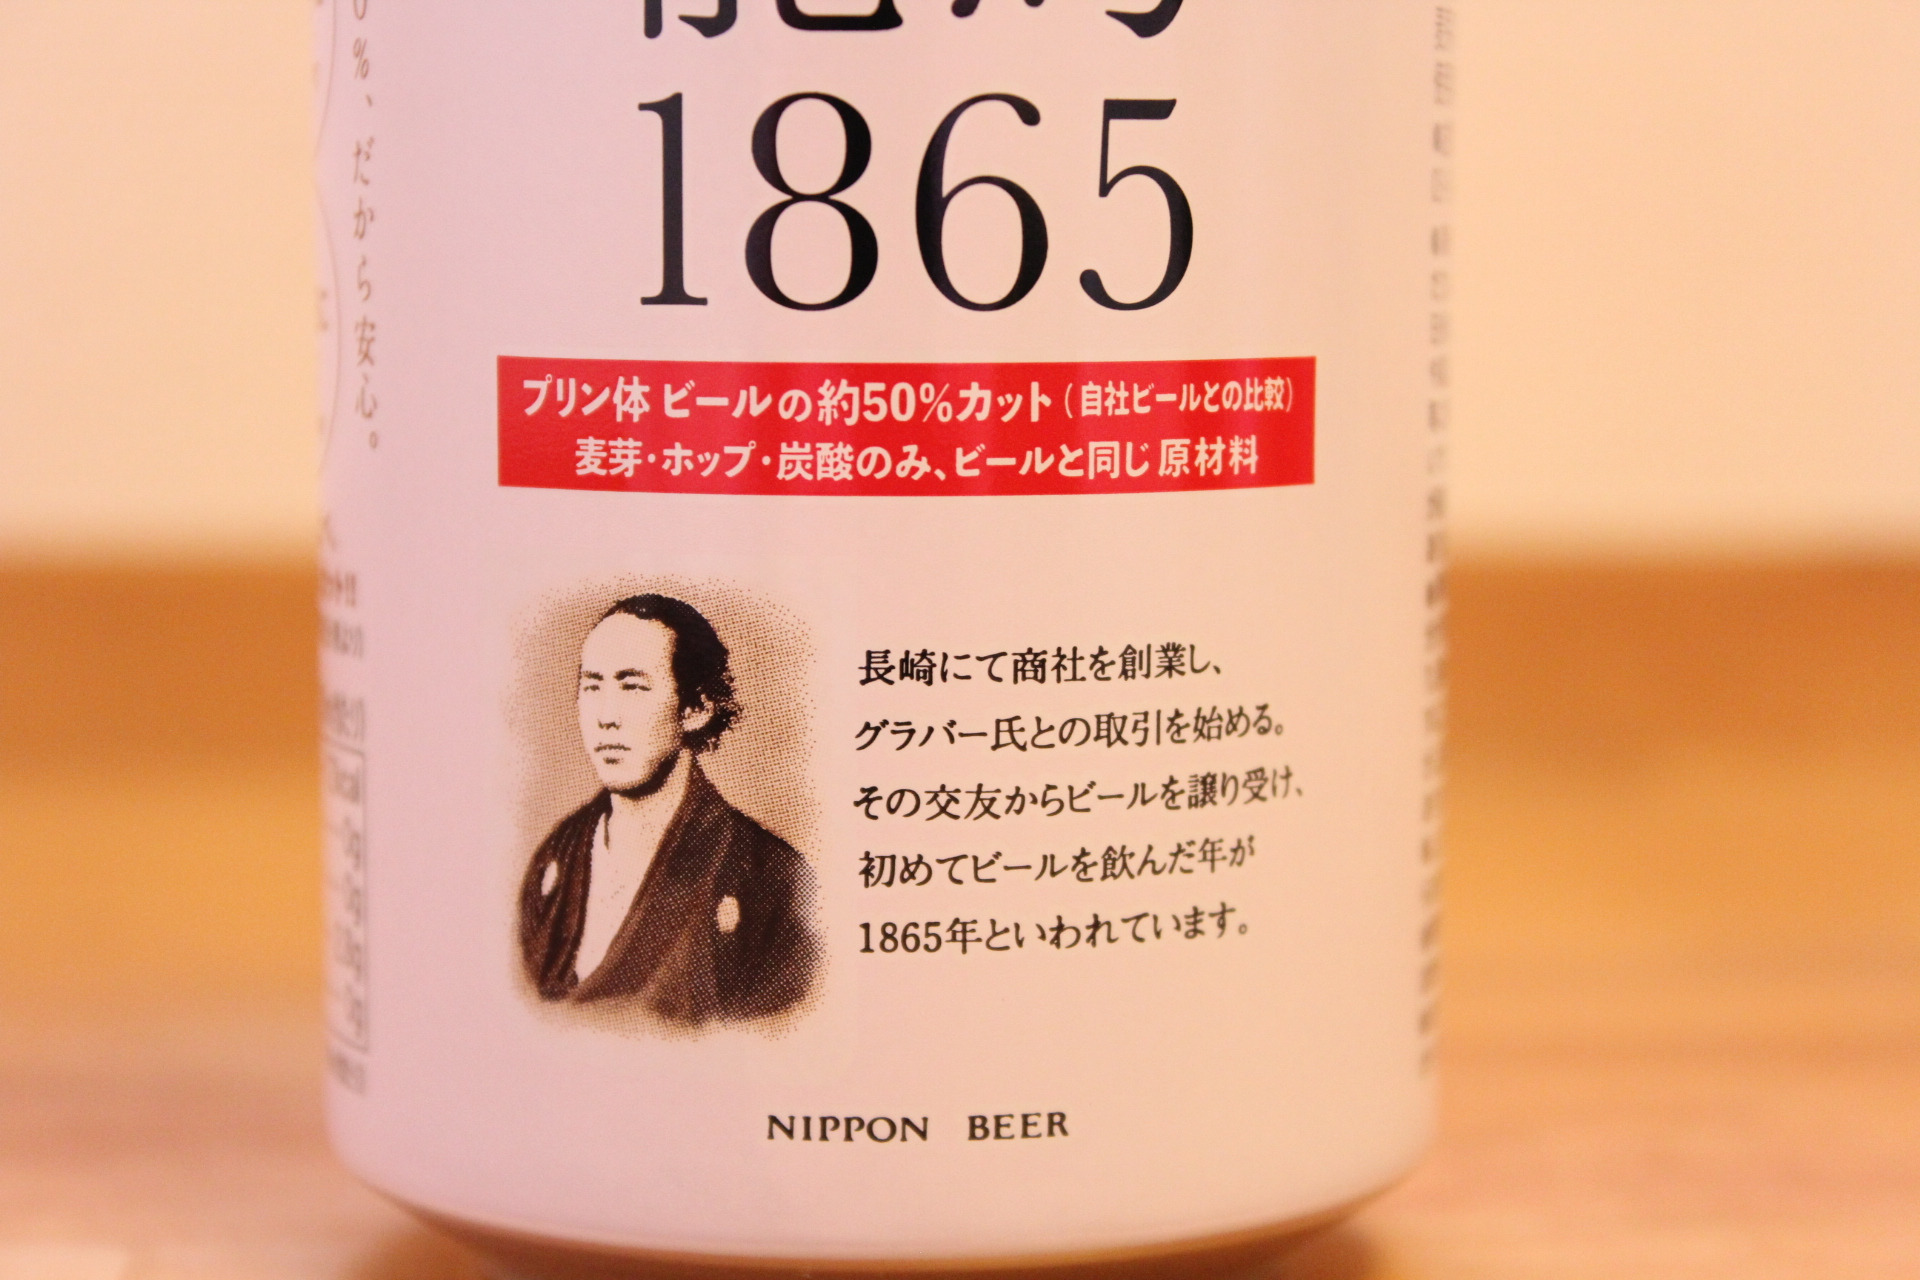 1865
プリン体 ビールの約50%カット(自社ビールとの比較)
麦芽・ホップ・炭酸のみ、ビールと同じ原材料
長崎にて商社を創業し、
グラバー氏との取引を始める。
その交友からビールを譲り受け、
初めてビールを飲んだ年が
1865年といわれています。
NIPPON BEER
%、だから安心。